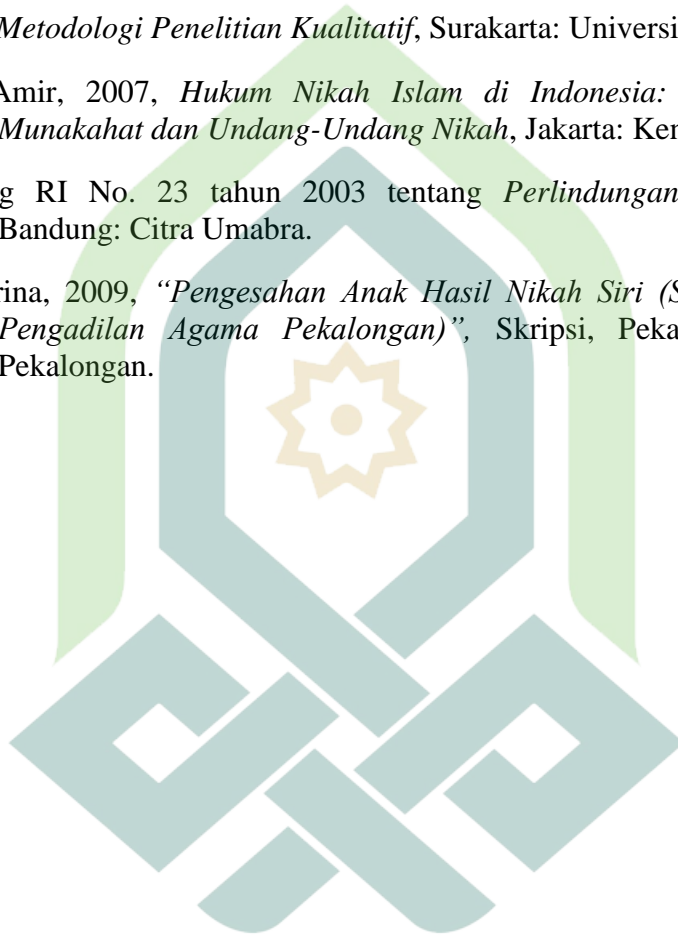 Metodologi Penelitian Kualitatif, Surakarta: Universi
Amir, 2007, Hukum Nikah Islam di Indonesia:
Munakahat dan Undang-Undang Nikah, Jakarta: Ken
g RI No. 23 tahun 2003 tentang Perlindungan
Bandung: Citra Umabra.
rina, 2009, “Pengesahan Anak Hasil Nikah Siri (S
Pengadilan Agama Pekalongan)”, Skripsi, Peka
Pekalongan.